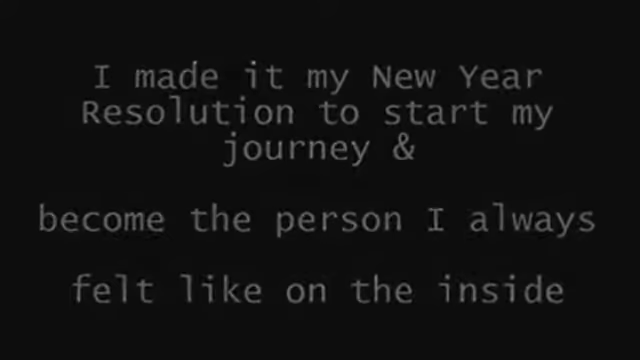 I made it my New Year
Resolution to start my
journey &
become the person I always
felt like on the inside